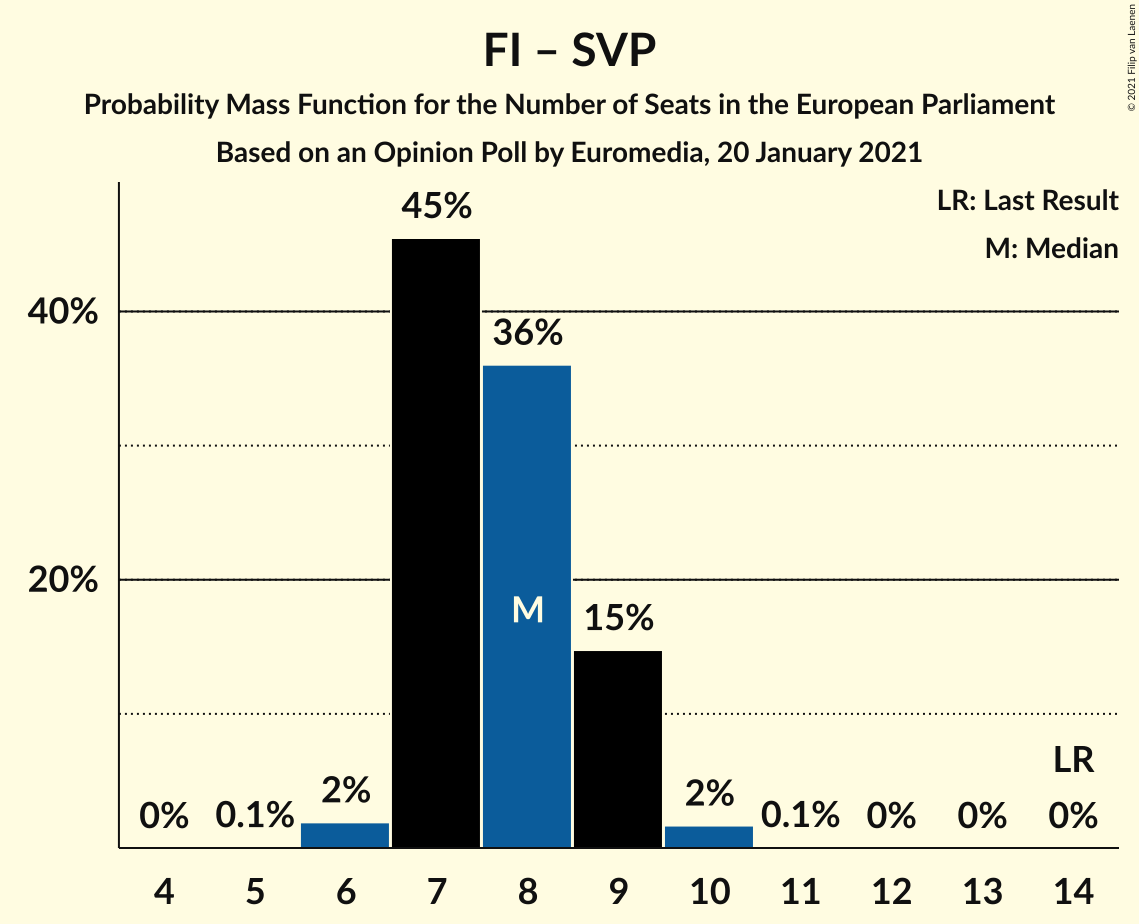 FI – SVP
Probability Mass Function for the Number of Seats in the European Parliament
Based on an Opinion Poll by Euromedia, 20 January 2021
© 2021 Filip van Laenen
LR: Last Result
M: Median
45%
40%
36%
20%
M
15%
LR
0% 0.1% 2% 2% 0.1% 0% 0% 0%
4 5 6 7 8 9 10 11 12 13 14